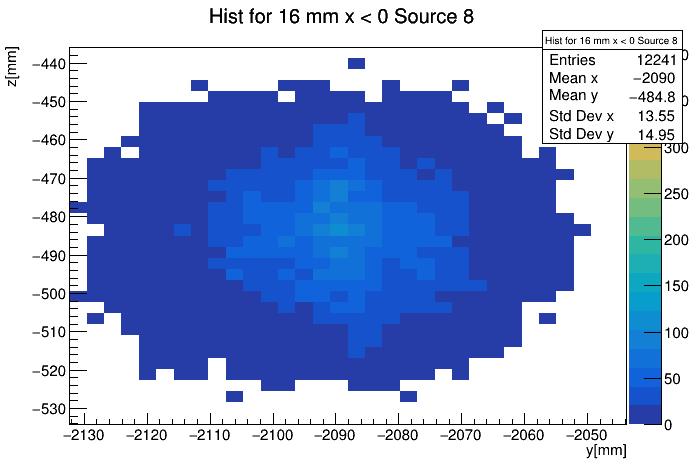 Hist for 16 mm x < 0 Source 8
z[mm]
Hist for 16 mm x < 0 Source 8
Entries 12241
Mean x −2090
Mean y −484.8
Std Dev x 13.55
Std Dev y 14.95
−440
−450
−460
−470
−480
−490
−500
−510
−520
−530
300
250
200
150
100
50
0
−2130 −2120 −2110 −2100 −2090 −2080 −2070 −2060 −2050
y[mm]